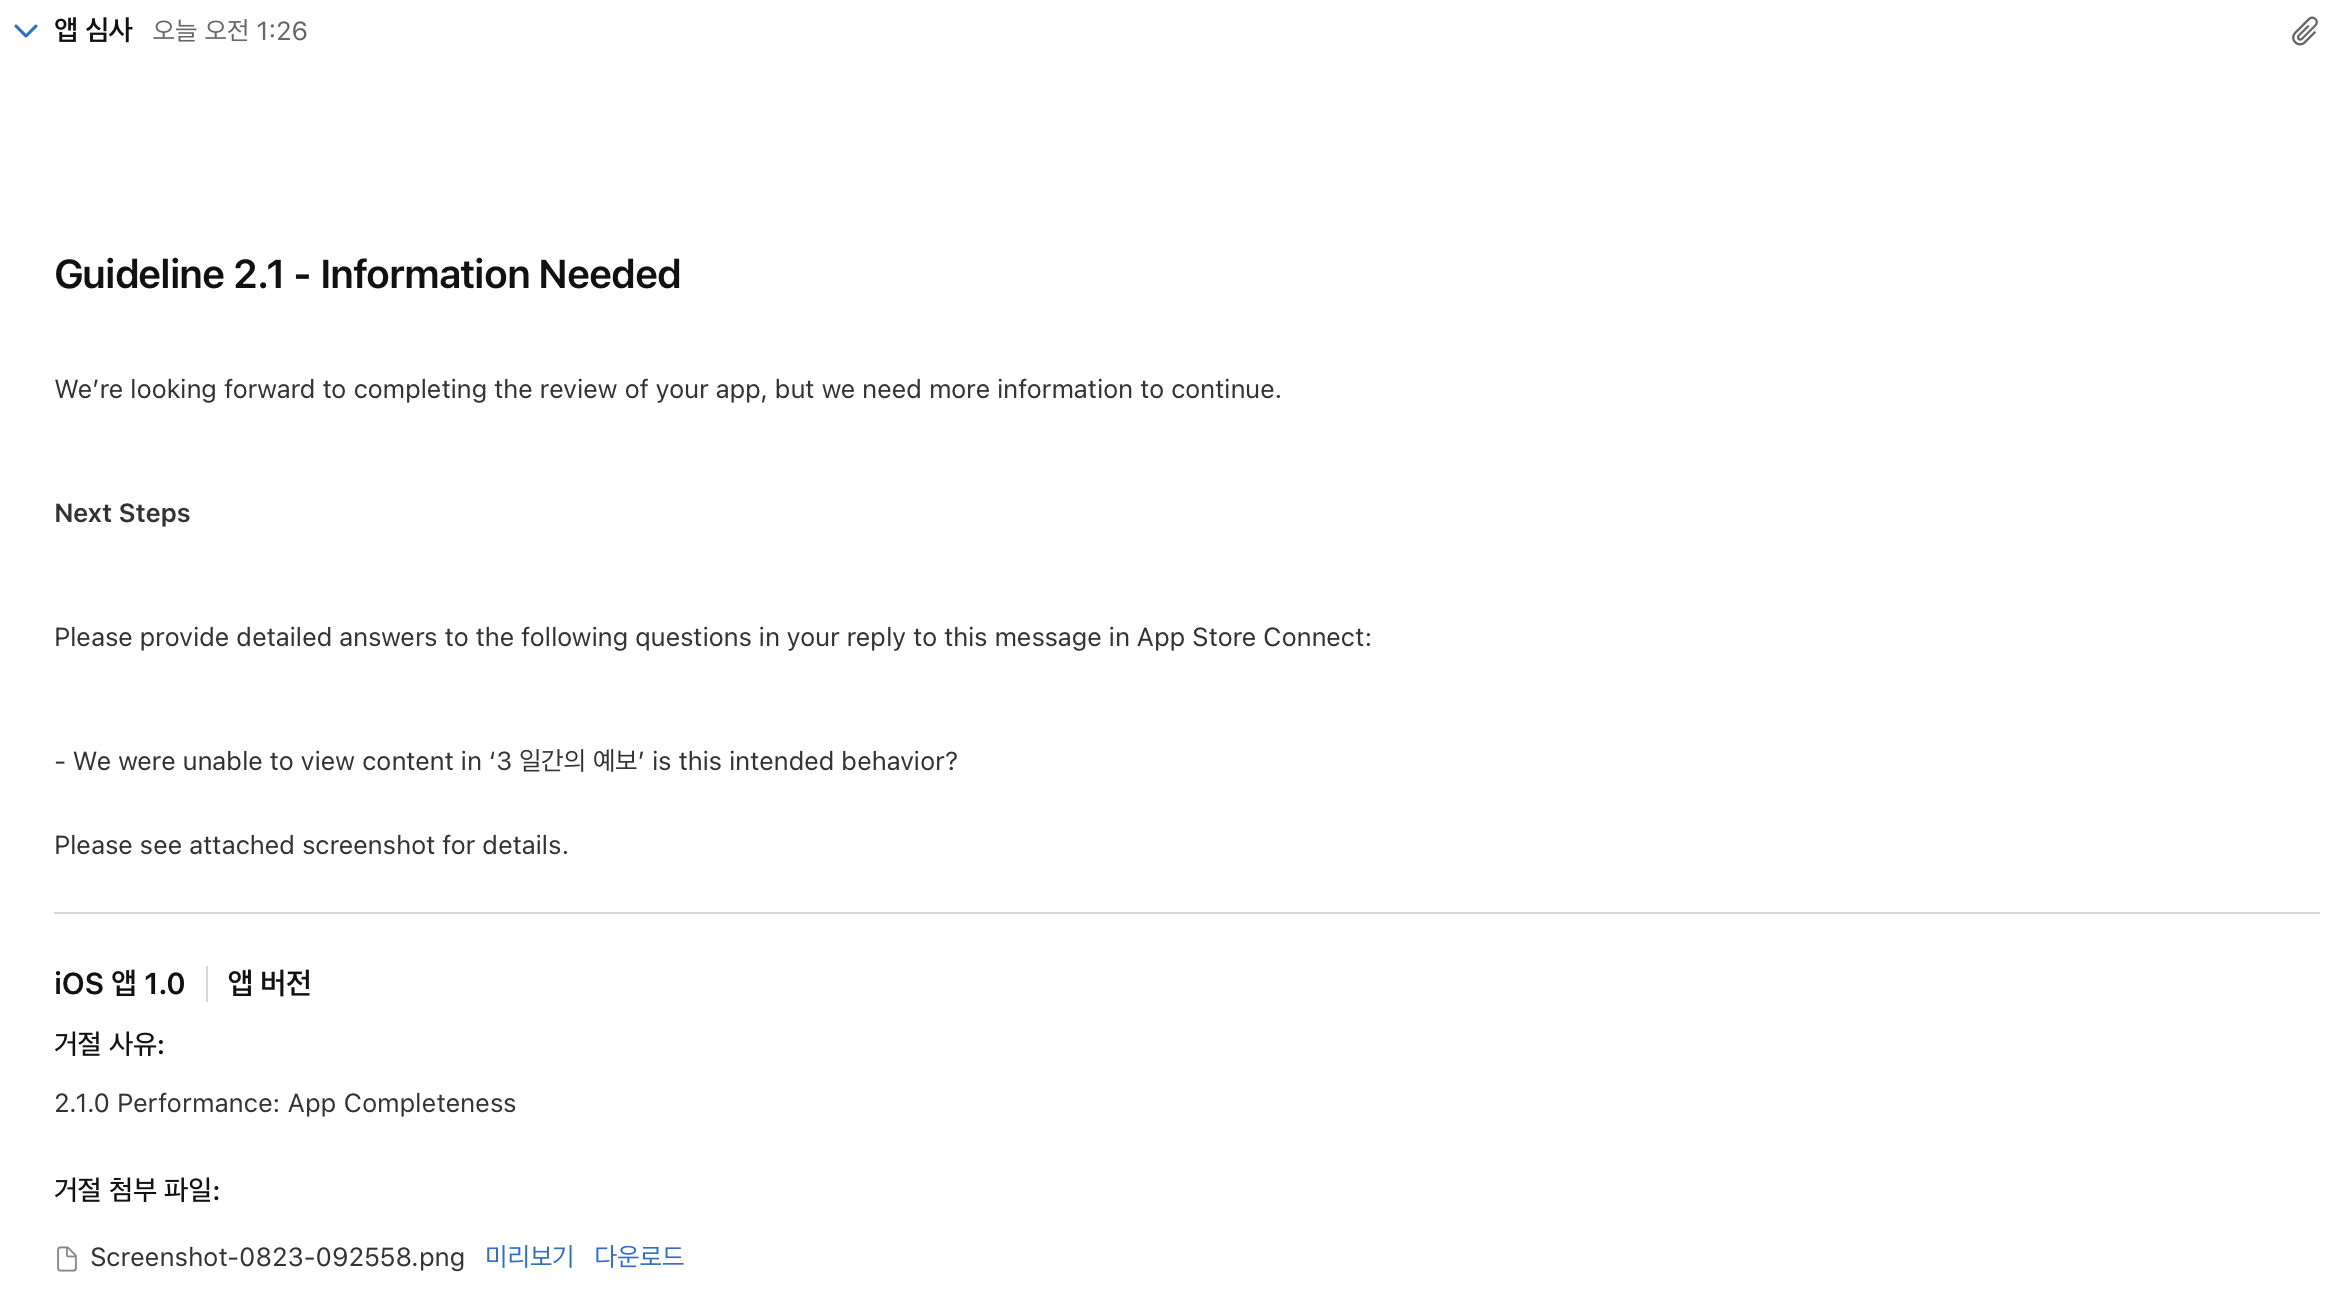 앱 심사 오늘 오전 1:26
Guideline 2.1 - Information Needed
We’re looking forward to completing the review of your app, but we need more information to continue.
Next Steps
Please provide detailed answers to the following questions in your reply to this message in App Store Connect:
- We were unable to view content in ‘3 일간의 예보’ is this intended behavior?
Please see attached screenshot for details.
iOS 앱 1.0 앱 버전
거절 사유:
2.1.0 Performance: App Completeness
거절 첨부 파일:
Screenshot-0823-092558.png 미리보기 다운로드